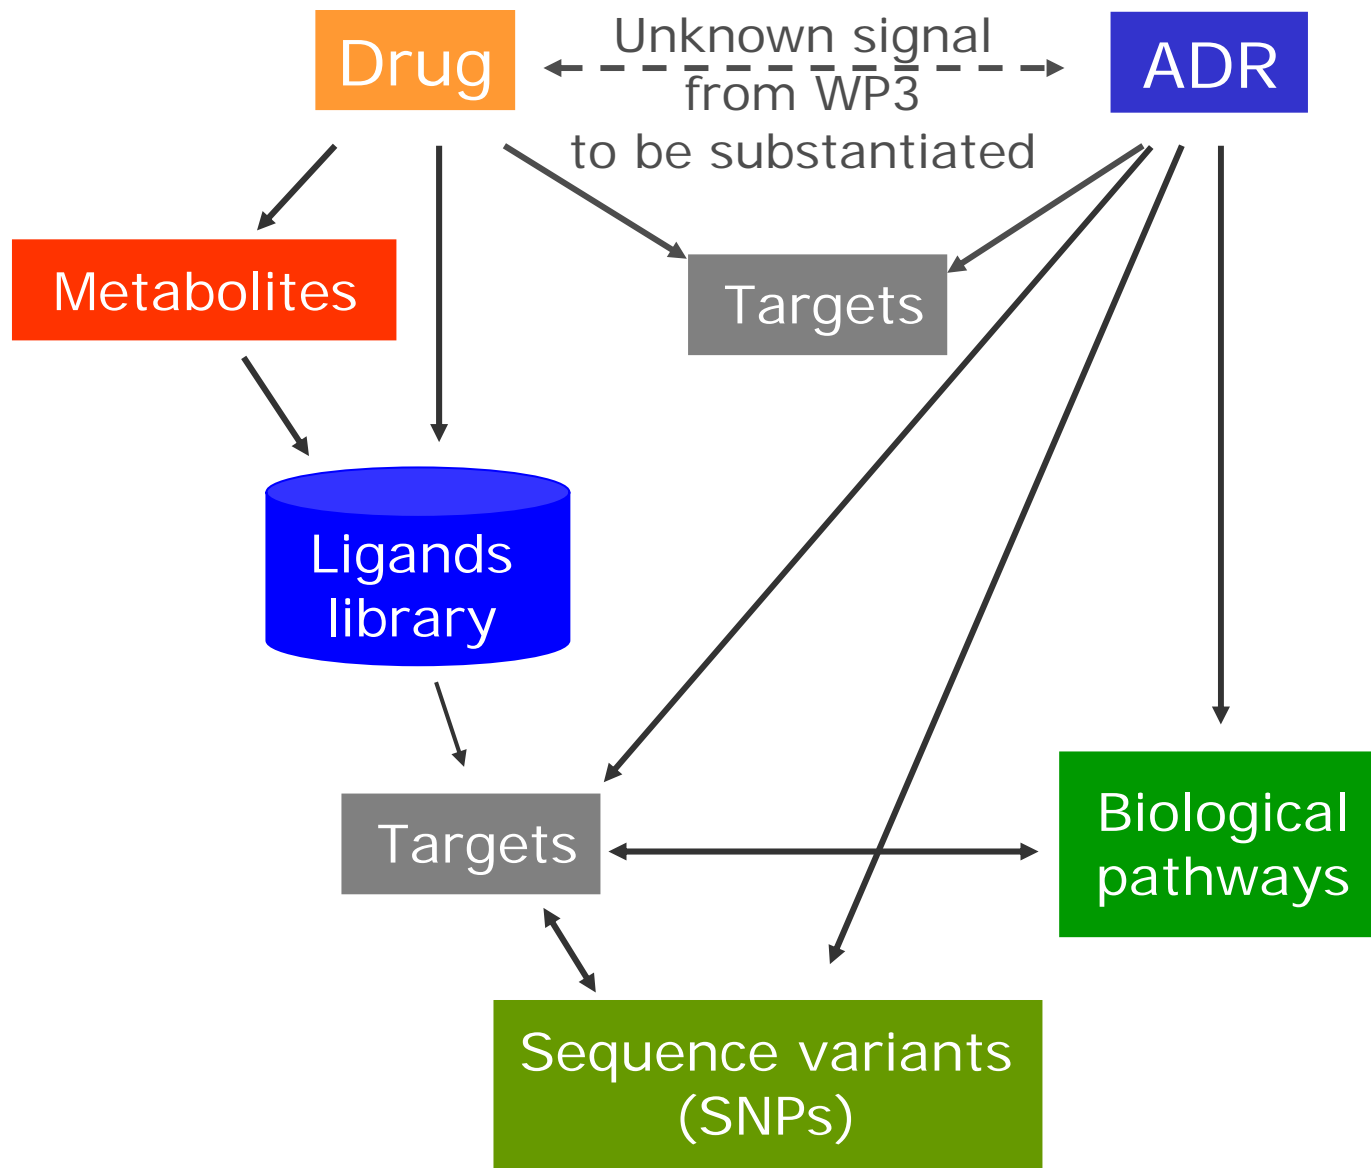 Drug
Unknown signal
from WP3
to be substantiated
ADR
Metabolites
Targets
Ligands
library
Targets
Biological
pathways
Sequence variants
(SNPs)